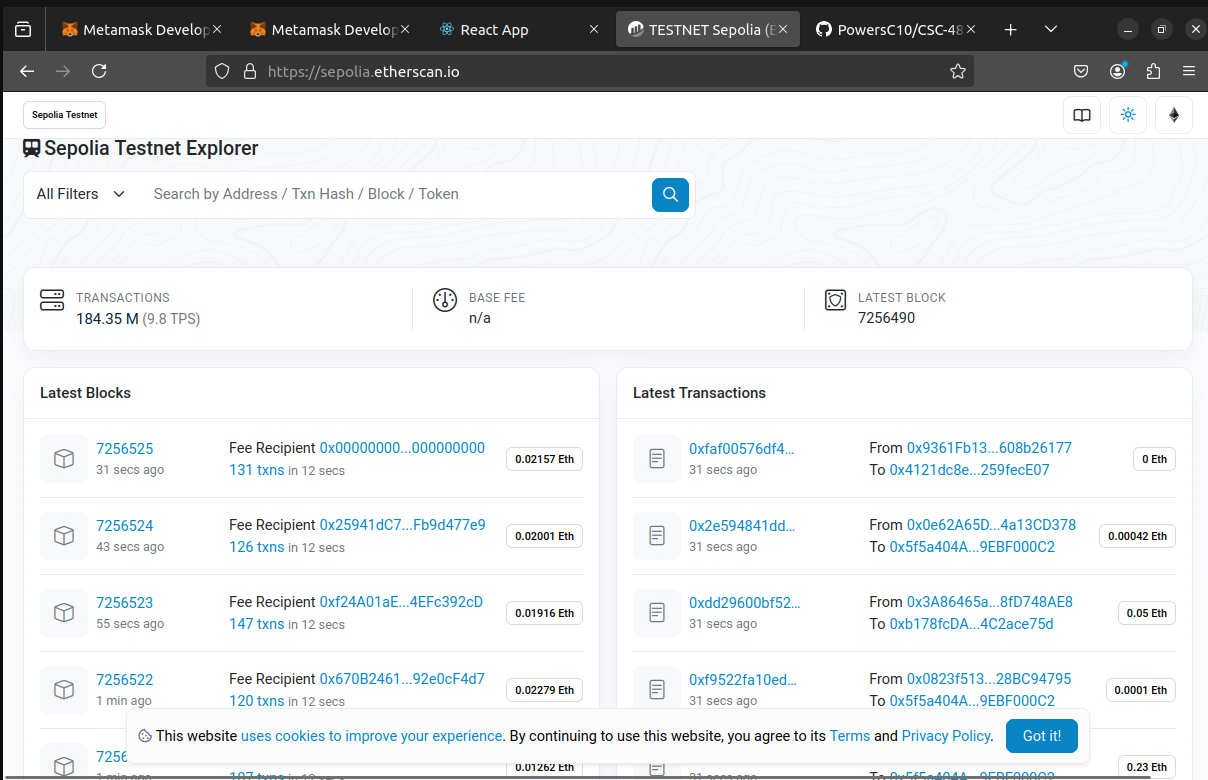 Metamask Develop
Metamask Develop
React App
TESTNET Sepolia (E
PowersC10/CSC-48
https://sepolia.etherscan.io
Sepolia Testnet
Sepolia Testnet Explorer
All Filters
Search by Address / Txn Hash / Block / Token
TRANSACTIONS
184.35 M (9.8 TPS)
BASE FEE
n/a
LATEST BLOCK
7256490
Latest Blocks
7256525
31 secs ago
Fee Recipient 0x00000000...000000000
131 txns in 12 secs
0.02157 Eth
7256524
43 secs ago
Fee Recipient 0x25941dC7...Fb9d477e9
126 txns in 12 secs
0.02001 Eth
7256523
55 secs ago
Fee Recipient 0xf24A01aE...4EFc392cD
147 txns in 12 secs
0.01916 Eth
7256522
1 min ago
Fee Recipient 0x670B2461...92e0cF4d7
120 txns in 12 secs
0.02279 Eth
0.01262 Eth
Latest Transactions
0xfaf00576df4...
31 secs ago
From 0x9361Fb13...608b26177
To 0x4121dc8e...259fecE07
0 Eth
0x2e594841dd...
31 secs ago
From 0x0e62A65D...4a13CD378
To 0x5f5a404A...9EBF000C2
0.00042 Eth
0xdd29600bf52...
31 secs ago
From 0x3A86465a...8fD748AE8
To 0xb178fcDA...4C2ace75d
0.05 Eth
0xf9522fa10ed...
31 secs ago
From 0x0823f513...28BC94795
To 0x5f5a404A...9EBF000C2
0.0001 Eth
0.23 Eth
This website uses cookies to improve your experience. By continuing to use this website, you agree to its Terms and Privacy Policy.
Got it!